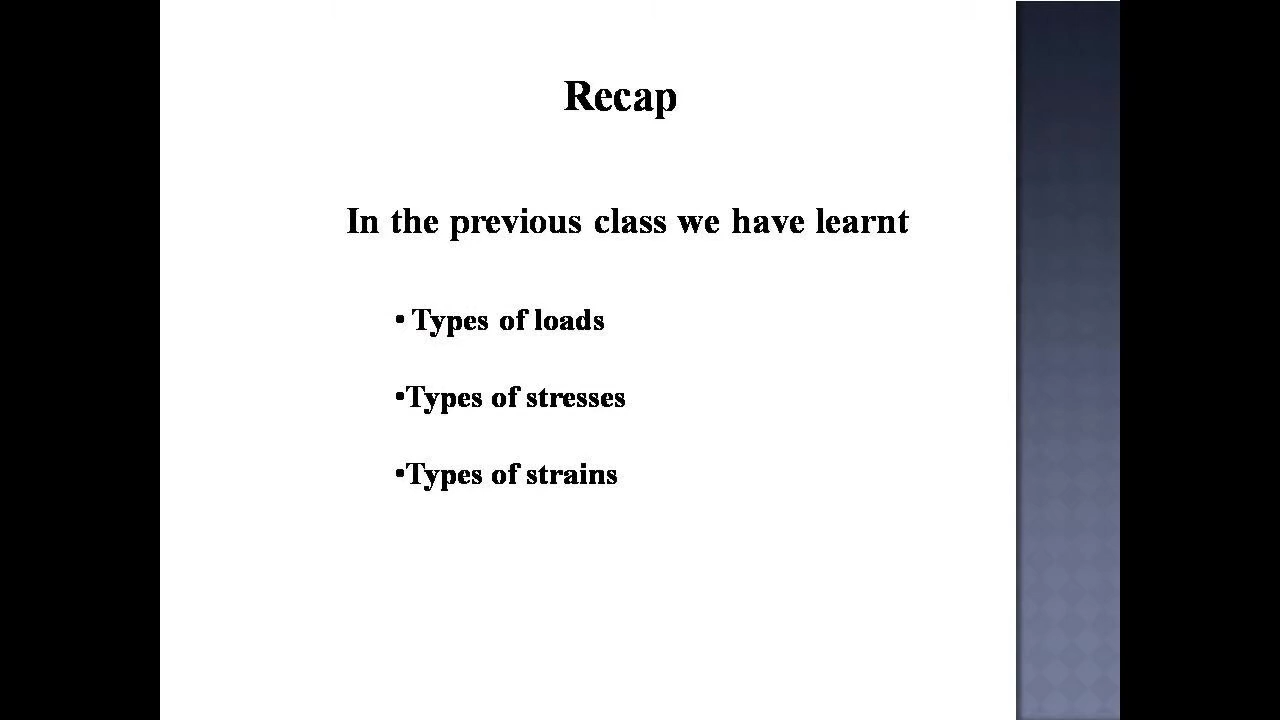 Recap
In the previous class we have learnt
• Types of loads
•Types of stresses
•Types of strains